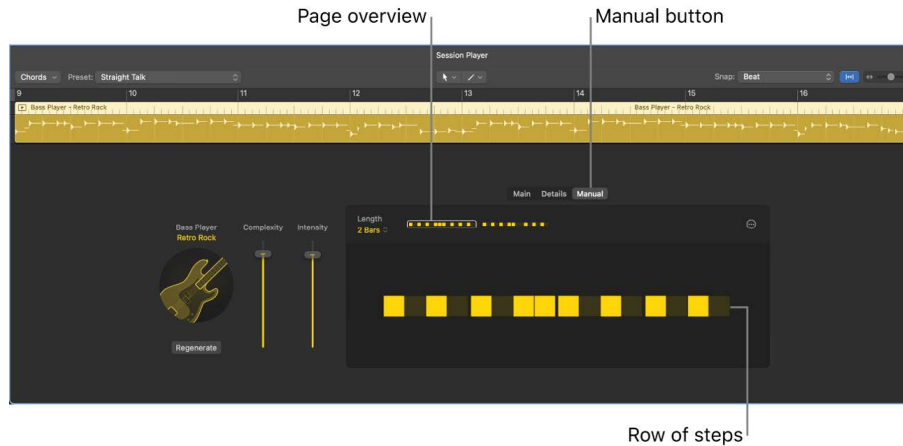 Page overview
Manual button
Session Player
Chords Preset: Straight Talk Snap: Beat
9 10 11 12 13 14 15 16
Bass Player - Retro Rock Bass Player - Retro Rock
Main Details Manual
Length
2 Bars
Bass Player Complexity Intensity
Retro Rock
Regenerate
Row of steps